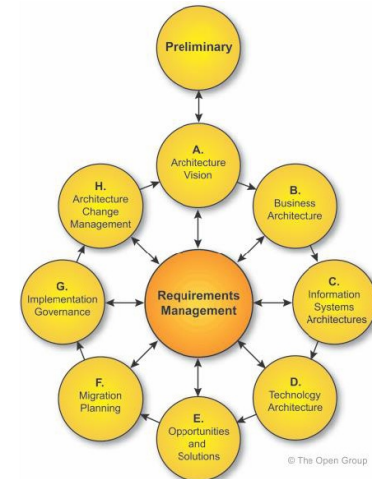 Preliminary
A.
Architecture
Vision
B.
Business
Architecture
C.
Information
Systems
Architectures
D.
Technology
Architecture
E.
Opportunities
and
Solutions
F.
Migration
Planning
G.
Implementation
Governance
H.
Architecture
Change
Management
Requirements
Management
© The Open Group